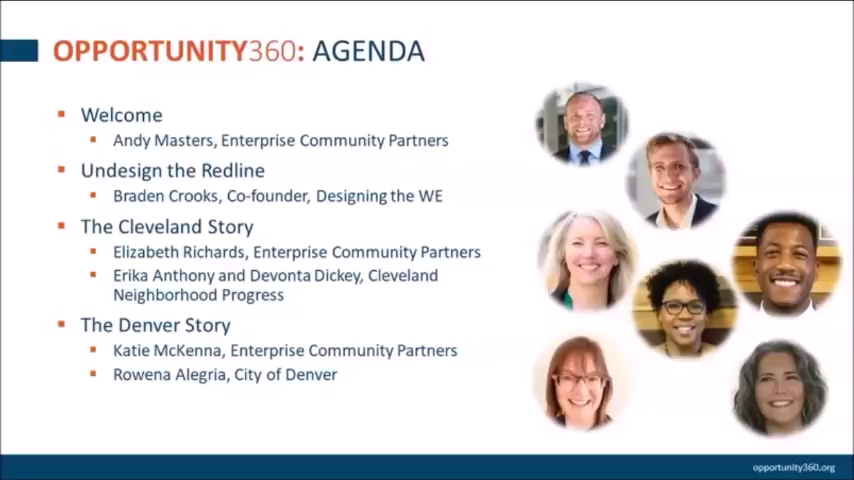 OPPORTUNITY360: AGENDA
Welcome
Andy Masters, Enterprise Community Partners
Undesign the Redline
Braden Crooks, Co-founder, Designing the WE
The Cleveland Story
Elizabeth Richards, Enterprise Community Partners
Erika Anthony and Devonta Dickey, Cleveland
Neighborhood Progress
The Denver Story
Katie McKenna, Enterprise Community Partners
Rowena Alegria, City of Denver
opportunity360.org